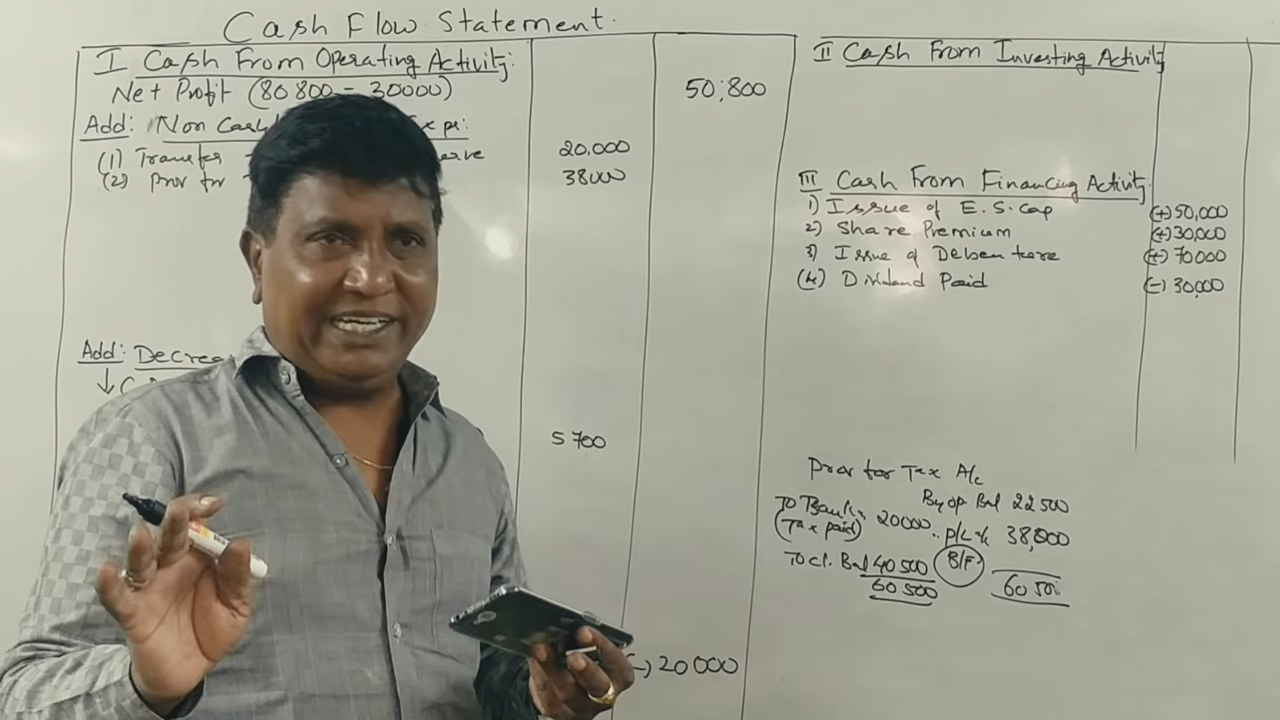 Cash Flow Statement.
I Cash From Operating Activity:
Net Profit (80 800 - 30000) 50,800
Add: Non Cash Expr:
(1) Transfer 20,000
(2) Prov for 38000
Add: Decrea
↓ C
5700
(-) 20 000
II Cash From Investing Activity
III Cash From Financing Activity
1) Issue of E.S. Cap (+) 50,000
2) Share Premium (+) 30,000
3) Issue of Debenture (+) 70000
(4) Dividend Paid (-) 30,000
Prov for Tax A/c
To Bank 20000 By op Bal 22 500
(Tax paid) .. P/L A/c 38,000
To cl. Bal 40 500 B/F
60 500 60 500